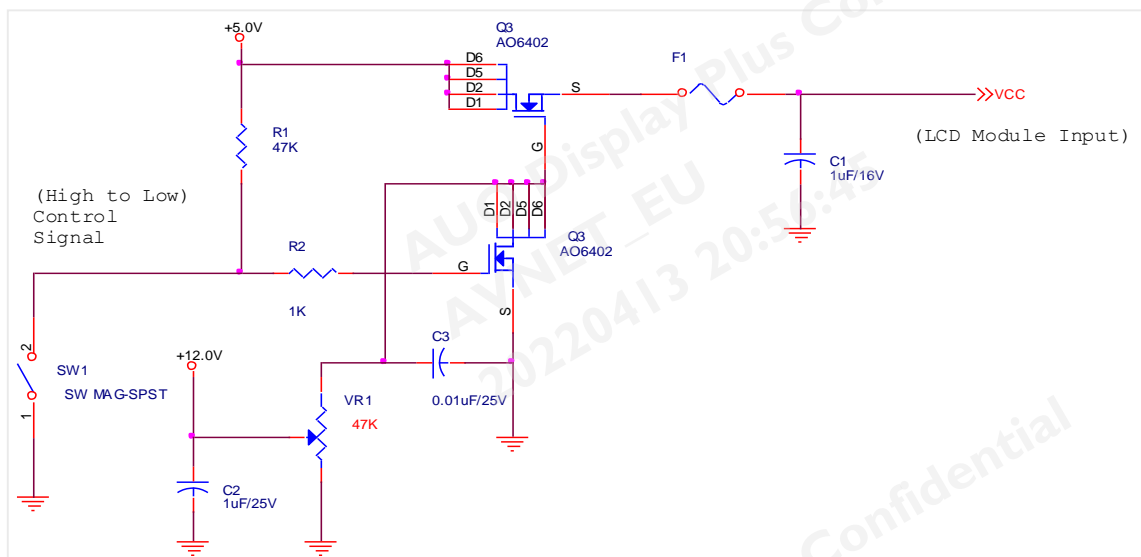 +5.0V
Q3
AO6402
D6
D5
D2
D1
S
G
F1
VCC
(LCD Module Input)
C1
1uF/16V
R1
47K
(High to Low)
Control
Signal
R2
1K
G
D1
D2
D5
D6
Q3
AO6402
S
C3
0.01uF/25V
+12.0V
2
SW1
SW MAG-SPST
1
VR1
47K
C2
1uF/25V
AUO Display Plus Co
AVNET_EU
20220413 20:56:45
Confidential